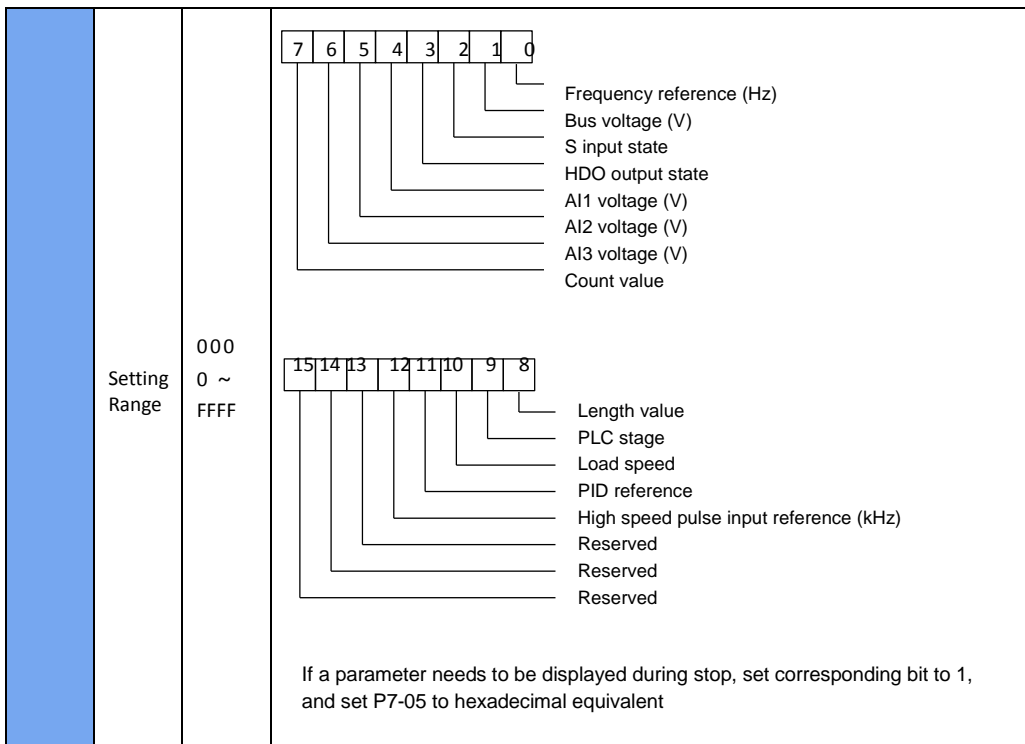 7 6 5 4 3 2 1 0
Frequency reference (Hz)
Bus voltage (V)
S input state
HDO output state
AI1 voltage (V)
AI2 voltage (V)
AI3 voltage (V)
Count value
Setting
Range
000
0 ~
FFFF
15 14 13 12 11 10 9 8
Length value
PLC stage
Load speed
PID reference
High speed pulse input reference (kHz)
Reserved
Reserved
Reserved
If a parameter needs to be displayed during stop, set corresponding bit to 1,
and set P7-05 to hexadecimal equivalent